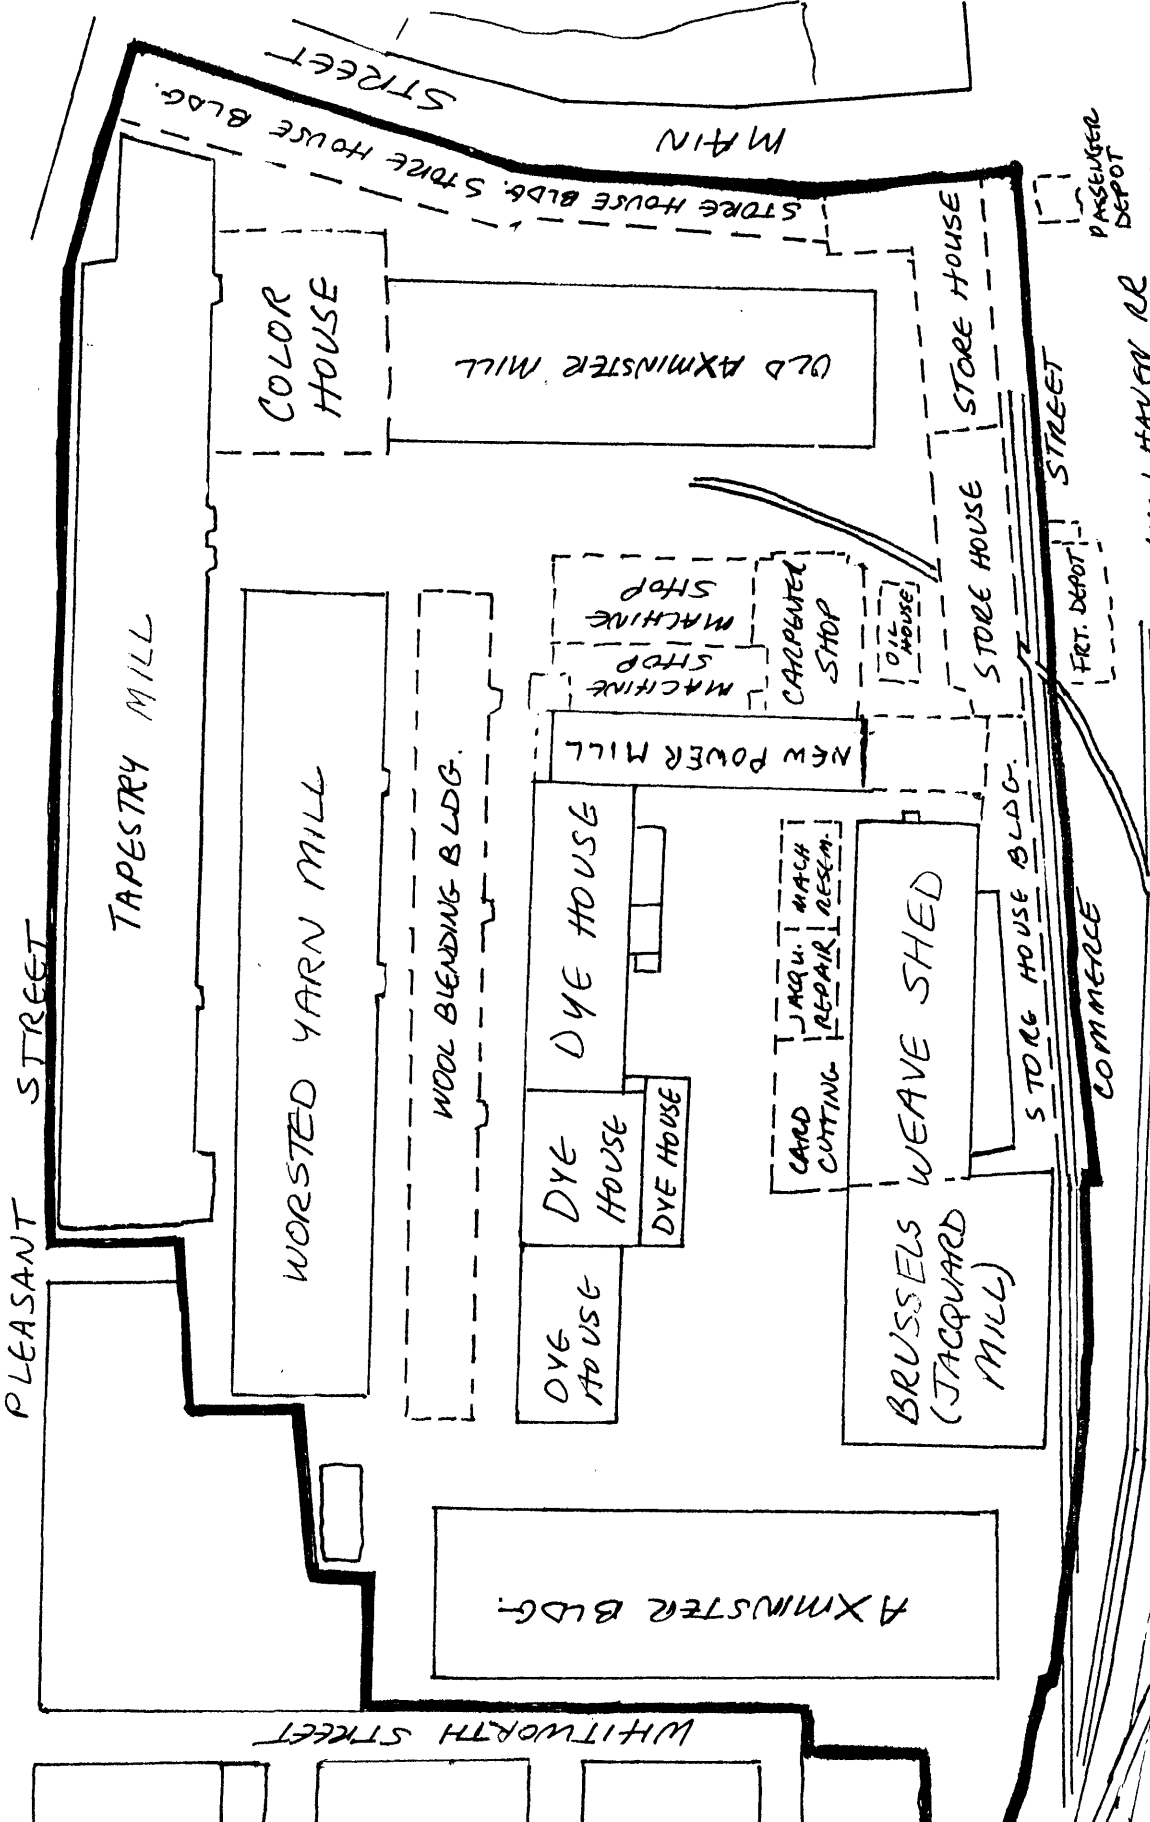 PLEASANT STREET
TAPESTRY MILL
WORSTED YARN MILL
WOOL BLENDING BLDG.
COLOR
HOUSE
OLD AXMINSTER MILL
STREET
MAIN
STORE HOUSE BLDG.
STORE HOUSE BLDG.
STORE HOUSE
STORE HOUSE
STORE HOUSE
MACHINE
SHOP
MACHINE
SHOP
CARPENTER
SHOP
OIL
HOUSE
NEW POWER MILL
DYE HOUSE
DYE
HOUSE
DYE HOUSE
DYE
HOUSE
CARD
CUTTING
JACQU.
REPAIR
MACH
RESEM.
WEAVE SHED
BRUSSELS
(JACQUARD
MILL)
STORE HOUSE BLDG.
COMMERCE STREET
FRT. DEPOT
PASSENGER
DEPOT
HAVEN RR
AXMINSTER BLDG.
WHITWORTH STREET